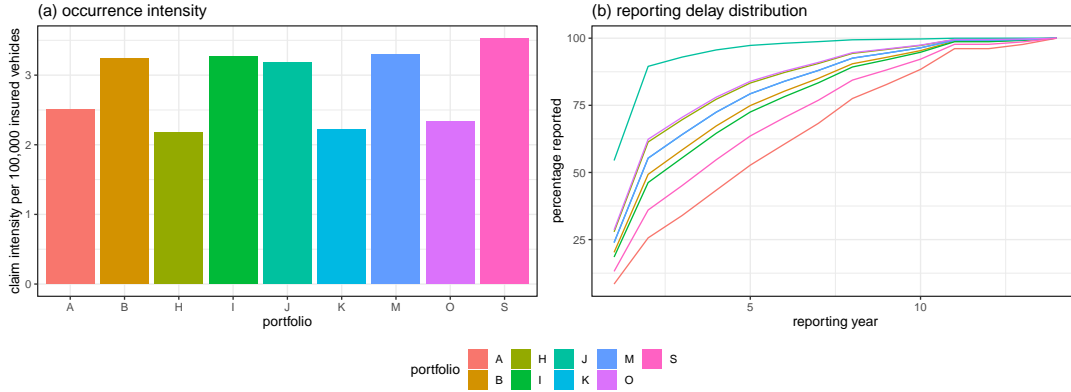 (a) occurrence intensity
claim intensity per 100,000 insured vehicles
3
2
1
0
A B H I J K M O S
portfolio
(b) reporting delay distribution
percentage reported
100
75
50
25
5 10
reporting year
portfolio
A H J M S
B I K O